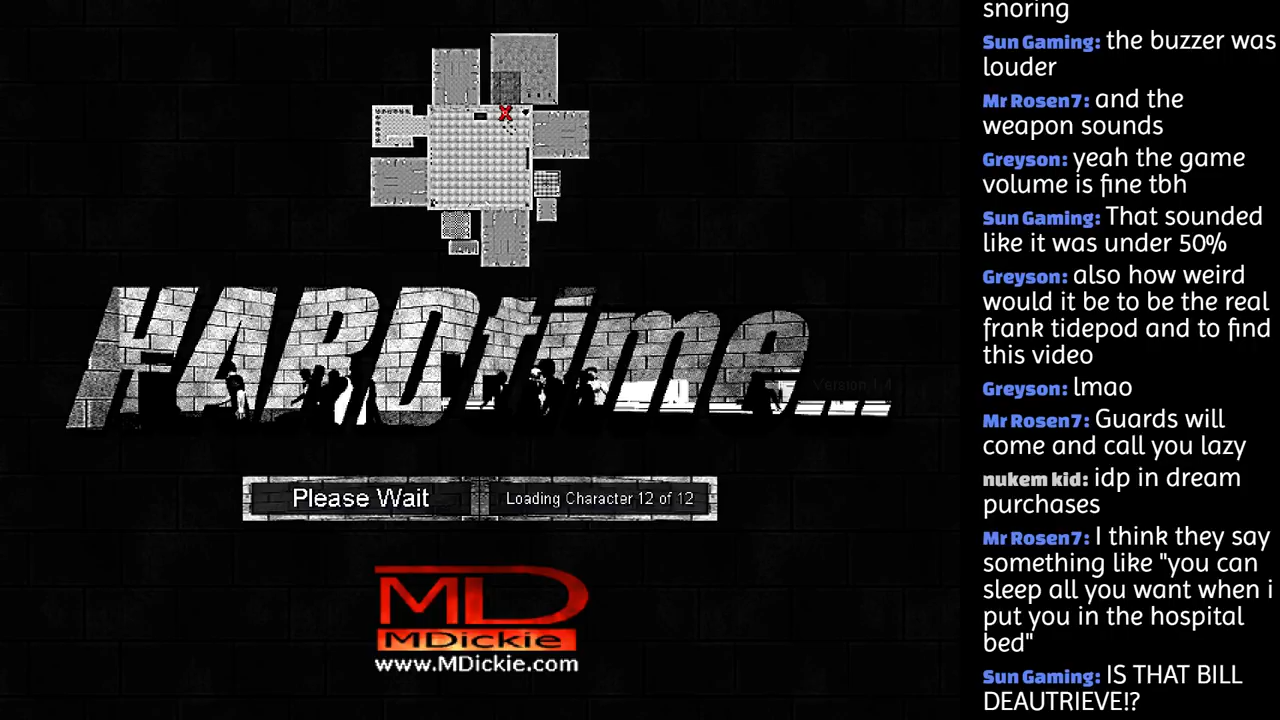 HARDtime...
Version 1.4
Please Wait
Loading Character 12 of 12
MD
MDickie
www.MDickie.com
snoring
Sun Gaming: the buzzer was
louder
Mr Rosen7: and the
weapon sounds
Greyson: yeah the game
volume is fine tbh
Sun Gaming: That sounded
like it was under 50%
Greyson: also how weird
would it be to be the real
frank tidepod and to find
this video
Greyson: lmao
Mr Rosen7: Guards will
come and call you lazy
nukem kid: idp in dream
purchases
Mr Rosen7: I think they say
something like "you can
sleep all you want when i
put you in the hospital
bed"
Sun Gaming: IS THAT BILL
DEAUTRIEVE!?